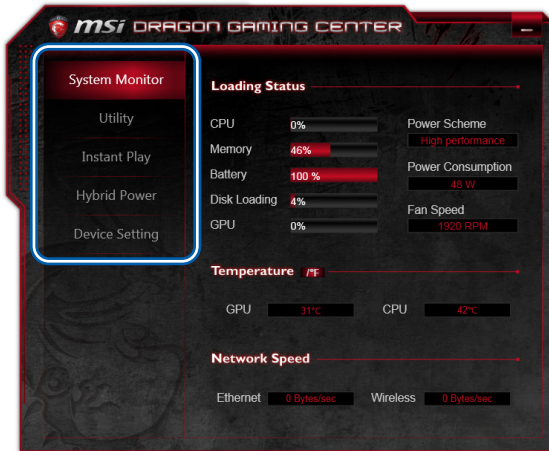 msi DRAGON GAMING CENTER
System Monitor
Utility
Instant Play
Hybrid Power
Device Setting
Loading Status
CPU 0%
Memory 46%
Battery 100 %
Disk Loading 4%
GPU 0%
Power Scheme
High performance
Power Consumption
46 W
Fan Speed
1920 RPM
Temperature /°F
GPU 31°C CPU 42°C
Network Speed
Ethernet 0 Bytes/sec Wireless 0 Bytes/sec